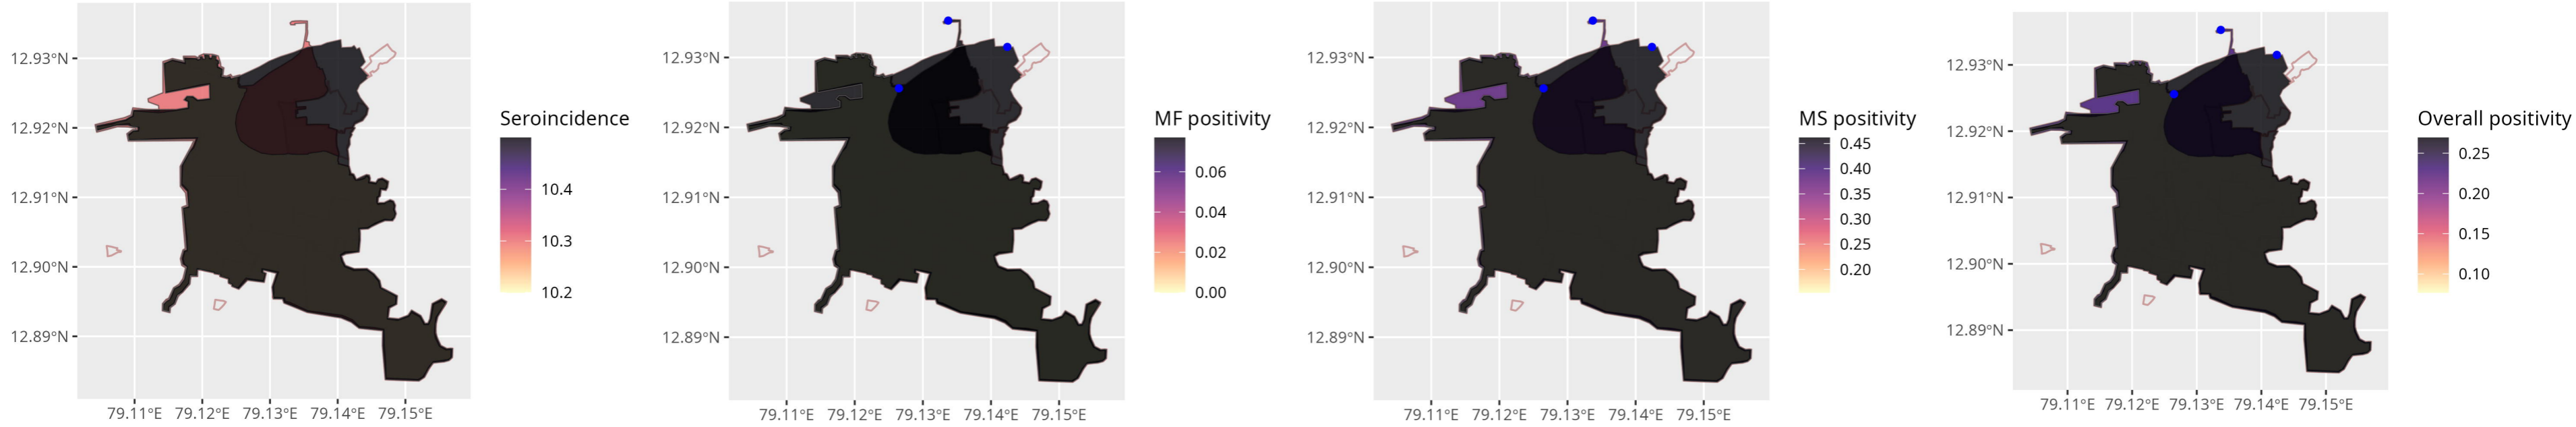 Seroincidence
10.4
10.3
10.2
12.93°N
12.92°N
12.91°N
12.90°N
12.89°N
79.11°E 79.12°E 79.13°E 79.14°E 79.15°E
MF positivity
0.06
0.04
0.02
0.00
12.93°N
12.92°N
12.91°N
12.90°N
12.89°N
79.11°E 79.12°E 79.13°E 79.14°E 79.15°E
MS positivity
0.45
0.40
0.35
0.30
0.25
0.20
12.93°N
12.92°N
12.91°N
12.90°N
12.89°N
79.11°E 79.12°E 79.13°E 79.14°E 79.15°E
Overall positivity
0.25
0.20
0.15
0.10
12.93°N
12.92°N
12.91°N
12.90°N
12.89°N
79.11°E 79.12°E 79.13°E 79.14°E 79.15°E